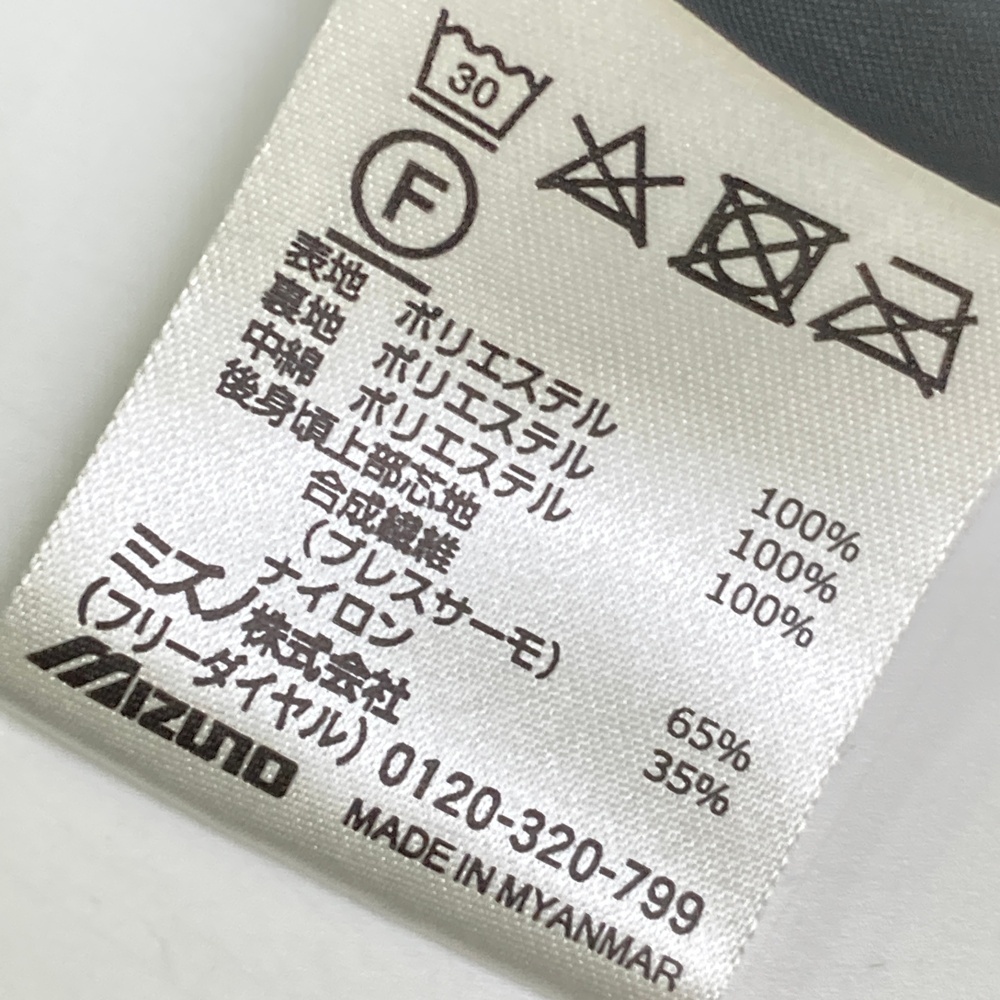 30
F
表地 ポリエステル 100%
裏地 ポリエステル 100%
中綿 ポリエステル 100%
後身頃上部芯地
合成繊維
(ブレスサーモ) 65%
ナイロン 35%
ミズノ株式会社
(フリーダイヤル) 0120-320-799
MIZUNO
MADE IN MYANMAR